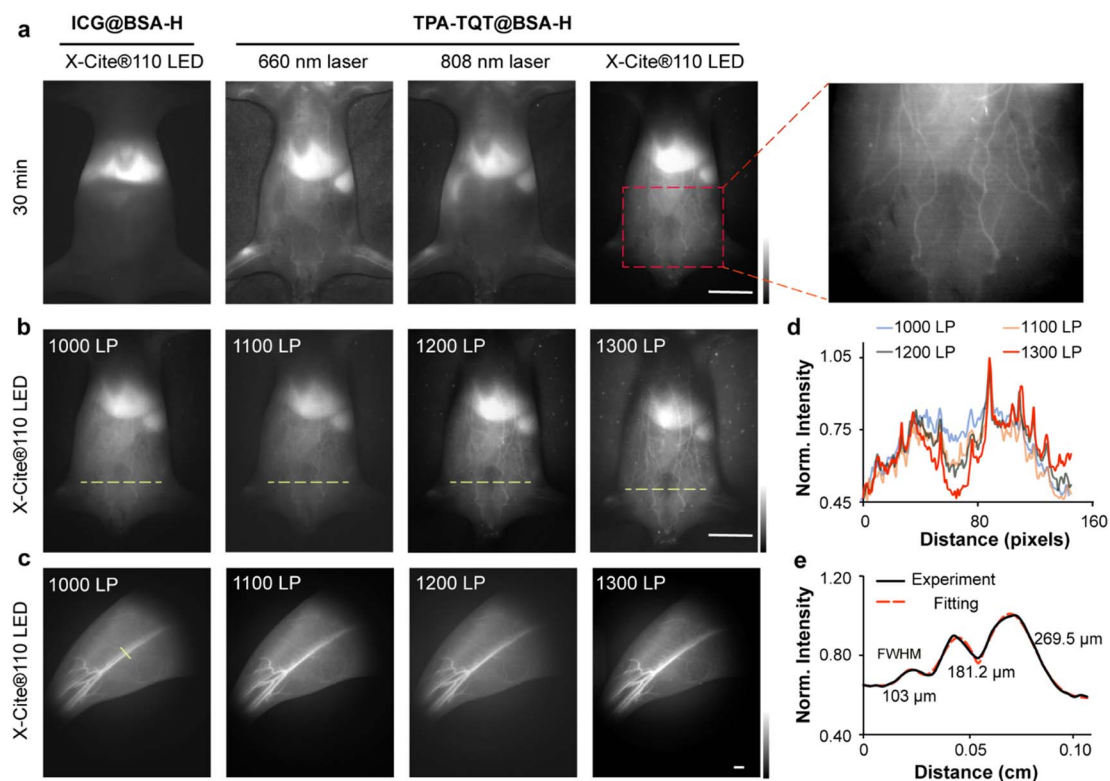 a
ICG@BSA-H
TPA-TQT@BSA-H
X-Cite®110 LED
660 nm laser
808 nm laser
X-Cite®110 LED
30 min
b
X-Cite®110 LED
1000 LP
1100 LP
1200 LP
1300 LP
c
X-Cite®110 LED
1000 LP
1100 LP
1200 LP
1300 LP
d
1000 LP
1100 LP
1200 LP
1300 LP
Norm. Intensity
1.05
0.75
0.45
0
80
160
Distance (pixels)
e
Norm. Intensity
1.20
0.80
0.40
Experiment
Fitting
FWHM
103 µm
181.2 µm
269.5 µm
0
0.05
0.10
Distance (cm)